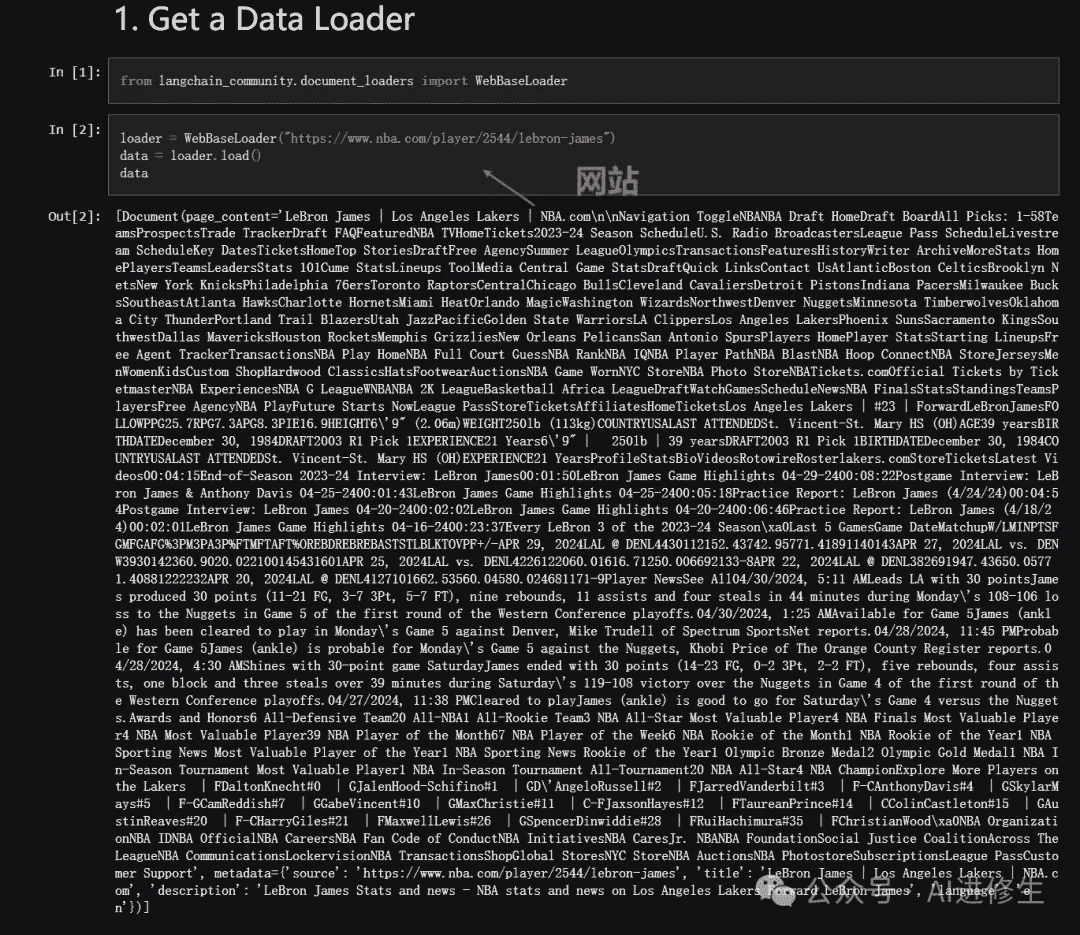 1. Get a Data Loader
In [1]:
from langchain_community.document_loaders import WebBaseLoader
In [2]:
loader = WebBaseLoader("https://www.nba.com/player/2544/lebron-james")
data = loader.load()
data
网站
Out[2]:
[Document(page_content='LeBron James | Los Angeles Lakers | NBA.com\n\nNavigation ToggleNBANBA Draft HomeDraft BoardAll Picks: 1-58Te
amsProspectsTrade TrackerDraft FAQFeaturedNBA TVHomeTickets2023-24 Season ScheduleU.S. Radio BroadcastersLeague Pass ScheduleLivestre
am ScheduleKey DatesTicketsHomeTop StoriesDraftFree AgencySummer LeagueOlympicsTransactionsFeaturesHistoryWriter ArchiveMoreStats Hom
ePlayersTeamsLeadersStats 101Cume StatsLineups ToolMedia Central Game StatsDraftQuick LinksContact UsAtlanticBoston CelticsBrooklyn N
etsNew York KnicksPhiladelphia 76ersToronto RaptorsCentralChicago BullsCleveland CavaliersDetroit PistonsIndiana PacersMilwaukee Buck
sSoutheastAtlanta HawksCharlotte HornetsMiami HeatOrlando MagicWashington WizardsNorthwestDenver NuggetsMinnesota TimberwolvesOklahom
a City ThunderPortland Trail BlazersUtah JazzPacificGolden State WarriorsLA ClippersLos Angeles LakersPhoenix SunsSacramento KingsSou
thwestDallas MavericksHouston RocketsMemphis GrizzliesNew Orleans PelicansSan Antonio SpursPlayers HomePlayer StatsStarting LineupsFr
ee Agent TrackerTransactionsNBA Play HomeNBA Full Court GuessNBA RankNBA IQNBA Player PathNBA BlastNBA Hoop ConnectNBA StoreJerseysMe
nWomenKidsCustom ShopHardwood ClassicsHatsFootwearAuctionsNBA Game WornNYC StoreNBA Photo StoreNBATickets.comOfficial Tickets by Tick
etmasterNBA ExperiencesNBA G LeagueWNBANBA 2K LeagueBasketball Africa LeagueDraftWatchGamesScheduleNewsNBA FinalsStatsStandingsTeamsP
layersFree AgencyNBA PlayFuture Starts NowLeague PassStoreTicketsAffiliatesHomeTicketsLos Angeles Lakers | #23 | ForwardLeBronJamesFO
LLOWPPG25.7RPG7.3APG8.3PIE16.9HEIGHT6\'9" (2.06m)WEIGHT250lb (113kg)COUNTRYUSALAST ATTENDEDSt. Vincent-St. Mary HS (OH)AGE39 yearsBIR
THDATEDecember 30, 1984DRAFT2003 R1 Pick 1EXPERIENCE21 Years6\'9" | 250lb | 39 yearsDRAFT2003 R1 Pick 1BIRTHDATEDecember 30, 1984CO
UNTRYUSALAST ATTENDEDSt. Vincent-St. Mary HS (OH)EXPERIENCE21 YearsProfileStatsBioVideosRotowireRosterlakers.comStoreTicketsLatest Vi
deos00:04:15End-of-Season 2023-24 Interview: LeBron James00:01:50LeBron James Game Highlights 04-29-2400:08:22Postgame Interview: LeB
ron James & Anthony Davis 04-25-2400:01:43LeBron James Game Highlights 04-25-2400:05:18Practice Report: LeBron James (4/24/24)00:04:5
4Postgame Interview: LeBron James 04-20-2400:02:02LeBron James Game Highlights 04-20-2400:06:46Practice Report: LeBron James (4/18/2
4)00:02:01LeBron James Game Highlights 04-16-2400:23:37Every LeBron 3 of the 2023-24 Season\xa0Last 5 GamesGame DateMatchupW/LMINPTSF
GMFGAFG%3PM3PA3P%FTMFTAFT%OREBDREBREBASTSTLBLKTOVPF+/-APR 29, 2024LAL @ DENL4430112152.43742.95771.41891140143APR 27, 2024LAL vs. DEN
W3930142360.9020.022100145431601APR 25, 2024LAL vs. DENL4226122060.01616.71250.006692133-8APR 22, 2024LAL @ DENL382691947.43650.0577
1.40881222232APR 20, 2024LAL @ DENL4127101662.53560.04580.024681171-9Player NewsSee All04/30/2024, 5:11 AMLeads LA with 30 pointsJame
s produced 30 points (11-21 FG, 3-7 3Pt, 5-7 FT), nine rebounds, 11 assists and four steals in 44 minutes during Monday\'s 108-106 lo
ss to the Nuggets in Game 5 of the first round of the Western Conference playoffs.04/30/2024, 1:25 AMAvailable for Game 5James (ankl
e) has been cleared to play in Monday\'s Game 5 against Denver, Mike Trudell of Spectrum SportsNet reports.04/28/2024, 11:45 PMProbab
le for Game 5James (ankle) is probable for Monday\'s Game 5 against the Nuggets, Khobi Price of The Orange County Register reports.0
4/28/2024, 4:30 AMShines with 30-point game SaturdayJames ended with 30 points (14-23 FG, 0-2 3Pt, 2-2 FT), five rebounds, four assis
ts, one block and three steals over 39 minutes during Saturday\'s 119-108 victory over the Nuggets in Game 4 of the first round of th
e Western Conference playoffs.04/27/2024, 11:38 PMCleared to playJames (ankle) is good to go for Saturday\'s Game 4 versus the Nugget
s.Awards and Honors6 All-Defensive Team20 All-NBA1 All-Rookie Team3 NBA All-Star Most Valuable Player4 NBA Finals Most Valuable Playe
r4 NBA Most Valuable Player39 NBA Player of the Month67 NBA Player of the Week6 NBA Rookie of the Month1 NBA Rookie of the Year1 NBA
Sporting News Most Valuable Player of the Year1 NBA Sporting News Rookie of the Year1 Olympic Bronze Medal2 Olympic Gold Medal1 NBA I
n-Season Tournament Most Valuable Player1 NBA In-Season Tournament All-Tournament20 NBA All-Star4 NBA ChampionExplore More Players on
the Lakers | FDaltonKnecht#0 | GJalenHood-Schifino#1 | GD\'AngeloRussell#2 | FJarredVanderbilt#3 | F-CAnthonyDavis#4 | GSkylarM
ays#5 | F-GCamReddish#7 | GGabeVincent#10 | GMaxChristie#11 | C-FJaxsonHayes#12 | FTaureanPrince#14 | CColinCastleton#15 | GAu
stinReaves#20 | F-CHarryGiles#21 | FMaxwellLewis#26 | GSpencerDinwiddie#28 | FRuiHachimura#35 | FChristianWood\xa0NBA Organizati
onNBA IDNBA OfficialNBA CareersNBA Fan Code of ConductNBA InitiativesNBA CaresJr. NBANBA FoundationSocial Justice CoalitionAcross The
LeagueNBA CommunicationsLockervisionNBA TransactionsShopGlobal StoresNYC StoreNBA AuctionsNBA PhotostoreSubscriptionsLeague PassCusto
mer Support', metadata={'source': 'https://www.nba.com/player/2544/lebron-james', 'title': 'LeBron James | Los Angeles Lakers | NBA.c
om', 'description': 'LeBron James Stats and news - NBA stats and news on Los Angeles Lakers Forward LeBron James', 'language': 'e
n'})]
公众号 · AI进修生